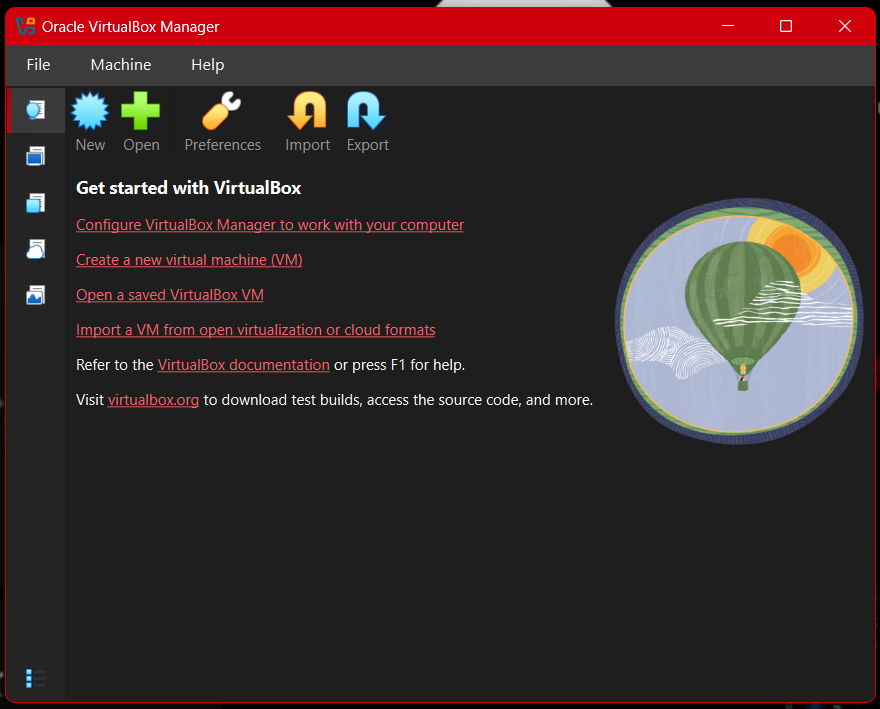 Oracle VirtualBox Manager
File Machine Help
New Open Preferences Import Export
Get started with VirtualBox
Configure VirtualBox Manager to work with your computer
Create a new virtual machine (VM)
Open a saved VirtualBox VM
Import a VM from open virtualization or cloud formats
Refer to the VirtualBox documentation or press F1 for help.
Visit virtualbox.org to download test builds, access the source code, and more.